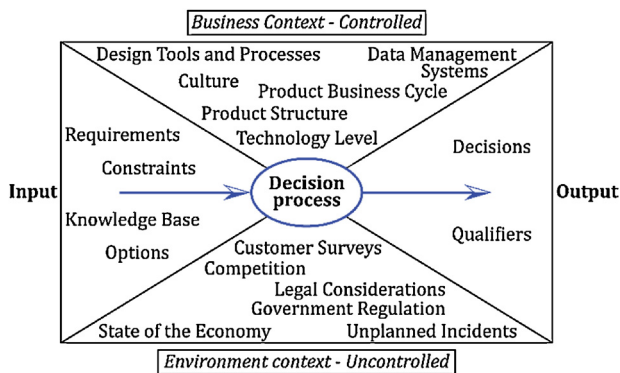 Business Context - Controlled
Design Tools and Processes
Data Management
Systems
Culture
Product Business Cycle
Product Structure
Technology Level
Requirements
Constraints
Decisions
Input
Decision
process
Output
Knowledge Base
Options
Qualifiers
Customer Surveys
Competition
Legal Considerations
Government Regulation
State of the Economy
Unplanned Incidents
Environment context - Uncontrolled